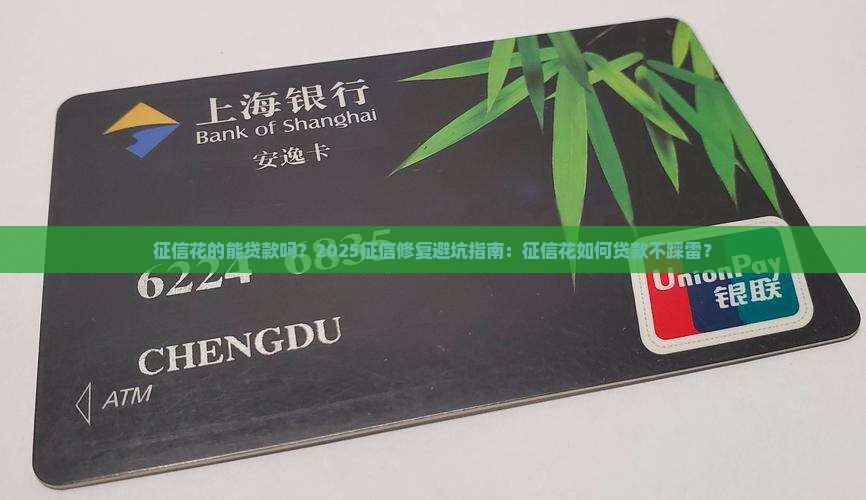 上海银行
Bank of Shanghai
安逸卡
征信花的能贷款吗？2025征信修复避坑指南：征信花如何贷款不踩雷？
6224 6835
UnionPay
银联
CHENGDU
ATM